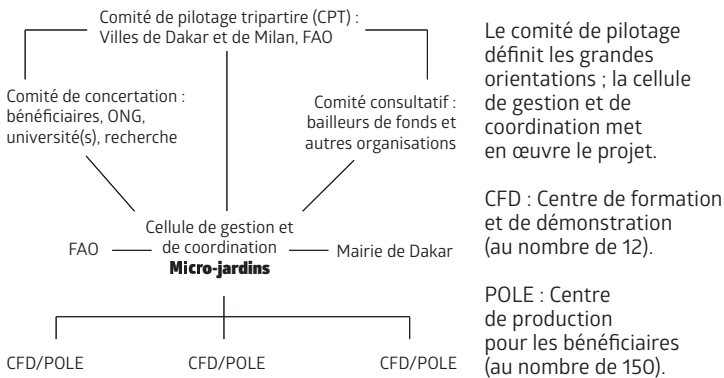 Comité de pilotage tripartire (CPT) :
Villes de Dakar et de Milan, FAO
Comité de concertation :
bénéficiaires, ONG,
université(s), recherche
Comité consultatif :
bailleurs de fonds et
autres organisations
Cellule de gestion et
de coordination
Micro-jardins
FAO
Mairie de Dakar
CFD/POLE
CFD/POLE
CFD/POLE
Le comité de pilotage
définit les grandes
orientations ; la cellule
de gestion et de
coordination met
en œuvre le projet.
CFD : Centre de formation
et de démonstration
(au nombre de 12).
POLE : Centre
de production
pour les bénéficiaires
(au nombre de 150).